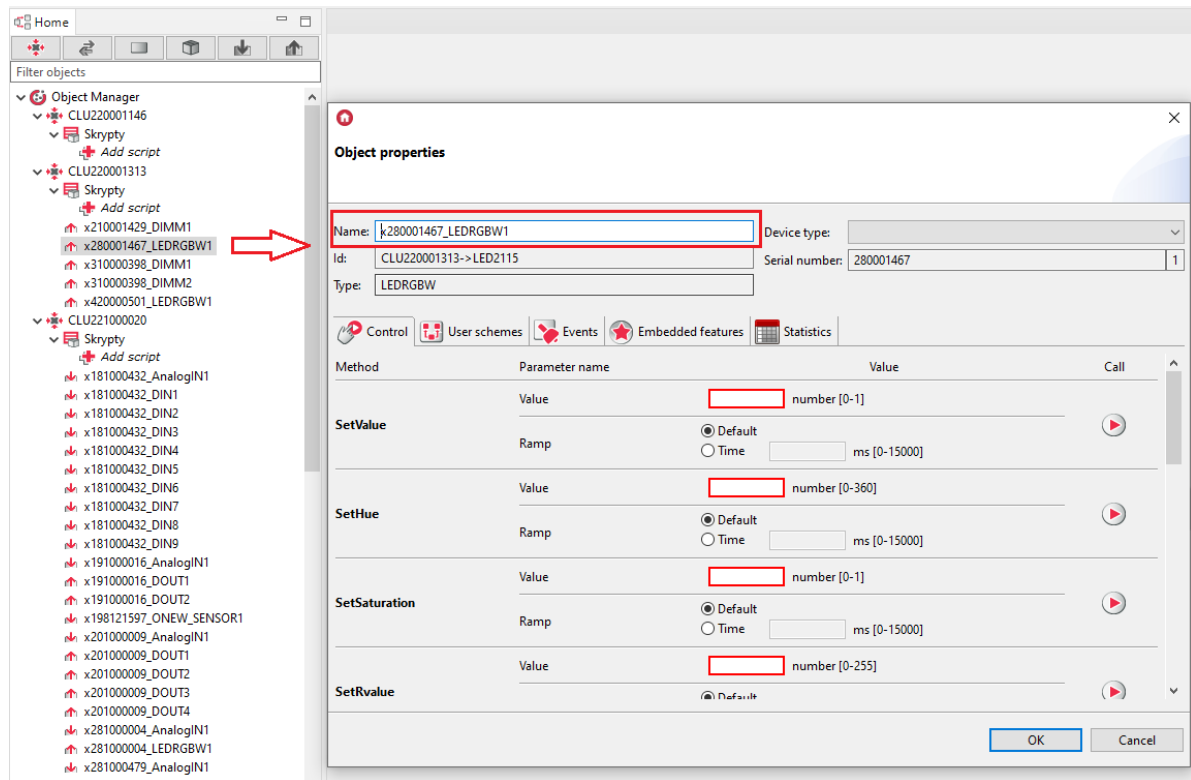 Home
Filter objects
Object Manager
CLU220001146
Skrypty
Add script
CLU220001313
Skrypty
Add script
x210001429_DIMM1
x280001467_LEDRGBW1
x310000398_DIMM1
x310000398_DIMM2
x420000501_LEDRGBW1
CLU221000020
Skrypty
Add script
x181000432_AnalogIN1
x181000432_DIN1
x181000432_DIN2
x181000432_DIN3
x181000432_DIN4
x181000432_DIN5
x181000432_DIN6
x181000432_DIN7
x181000432_DIN8
x181000432_DIN9
x191000016_AnalogIN1
x191000016_DOUT1
x191000016_DOUT2
x198121597_ONEW_SENSOR1
x201000009_AnalogIN1
x201000009_DOUT1
x201000009_DOUT2
x201000009_DOUT3
x201000009_DOUT4
x281000004_AnalogIN1
x281000004_LEDRGBW1
x281000479_AnalogIN1
Object properties
Name: x280001467_LEDRGBW1 Device type:
Id: CLU220001313->LED2115 Serial number: 280001467 1
Type: LEDRGBW
Control User schemes Events Embedded features Statistics
Method Parameter name Value Call
Value number [0-1]
SetValue
Ramp Default
Time ms [0-15000]
Value number [0-360]
SetHue
Ramp Default
Time ms [0-15000]
Value number [0-1]
SetSaturation
Ramp Default
Time ms [0-15000]
Value number [0-255]
SetRvalue
Default
OK Cancel